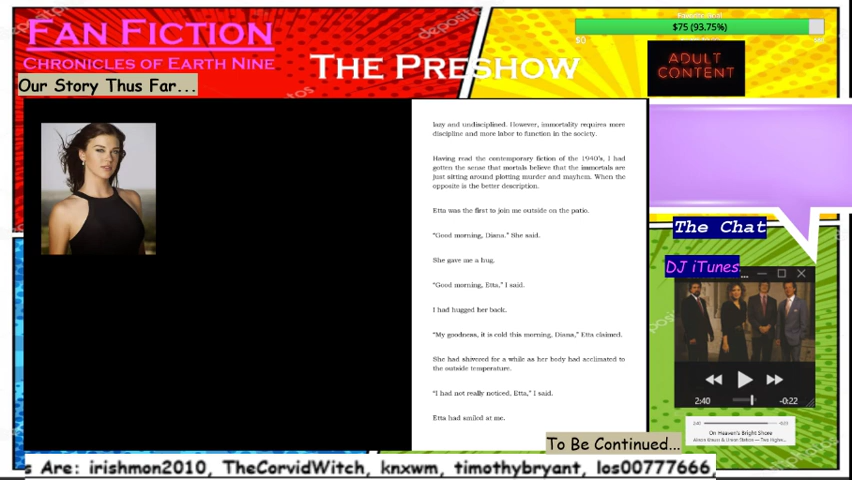 FAN FICTION
CHRONICLES OF EARTH NINE
THE PRESHOW
$75 (93.75%)
$0
ADULT
CONTENT
Our Story Thus Far...
lazy and undisciplined. However, immortality requires more
discipline and more labor to function in the society.
Having read the contemporary fiction of the 1940's, I had
gotten the sense that mortals believe that the immortals are
just sitting around plotting murder and mayhem. When the
opposite is the better description.
Etta was the first to join me outside on the patio.
"Good morning, Diana." She said.
She gave me a hug.
"Good morning, Etta," I said.
I had hugged her back.
"My goodness, it is cold this morning, Diana," Etta claimed.
She had shivered for a while as her body had acclimated to
the outside temperature.
"I had not really noticed, Etta," I said.
Etta had smiled at me.
The Chat
DJ iTunes
...
2:40
-0:22
On Heaven's Bright Shore
To Be Continued...
s Are: irishmon2010, TheCorvidWitch, knxwm, timothybryant, los00777666,